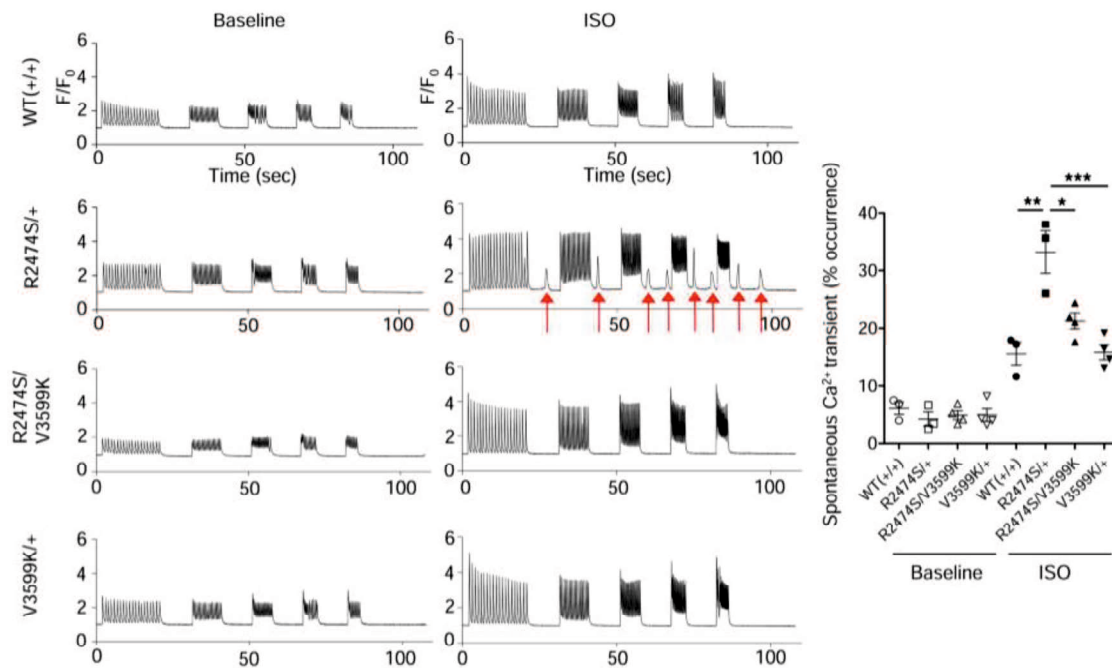 Baseline
ISO
WT(+/+)
F/F0
6
4
2
0
0
50
100
Time (sec)
F/F0
6
4
2
0
0
50
100
Time (sec)
R2474S/+
6
4
2
0
0
50
100
6
4
2
0
0
50
100
R2474S/
V3599K
6
4
2
0
0
50
100
6
4
2
0
0
50
100
V3599K/+
6
4
2
0
0
50
100
6
4
2
0
0
50
100
Spontaneous Ca²⁺ transient (% occurrence)
40
30
20
10
0
★★★
★★
★
WT(+/+)
R2474S/+
R2474S/V3599K
V3599K/+
WT(+/+)
R2474S/+
R2474S/V3599K
V3599K/+
Baseline
ISO